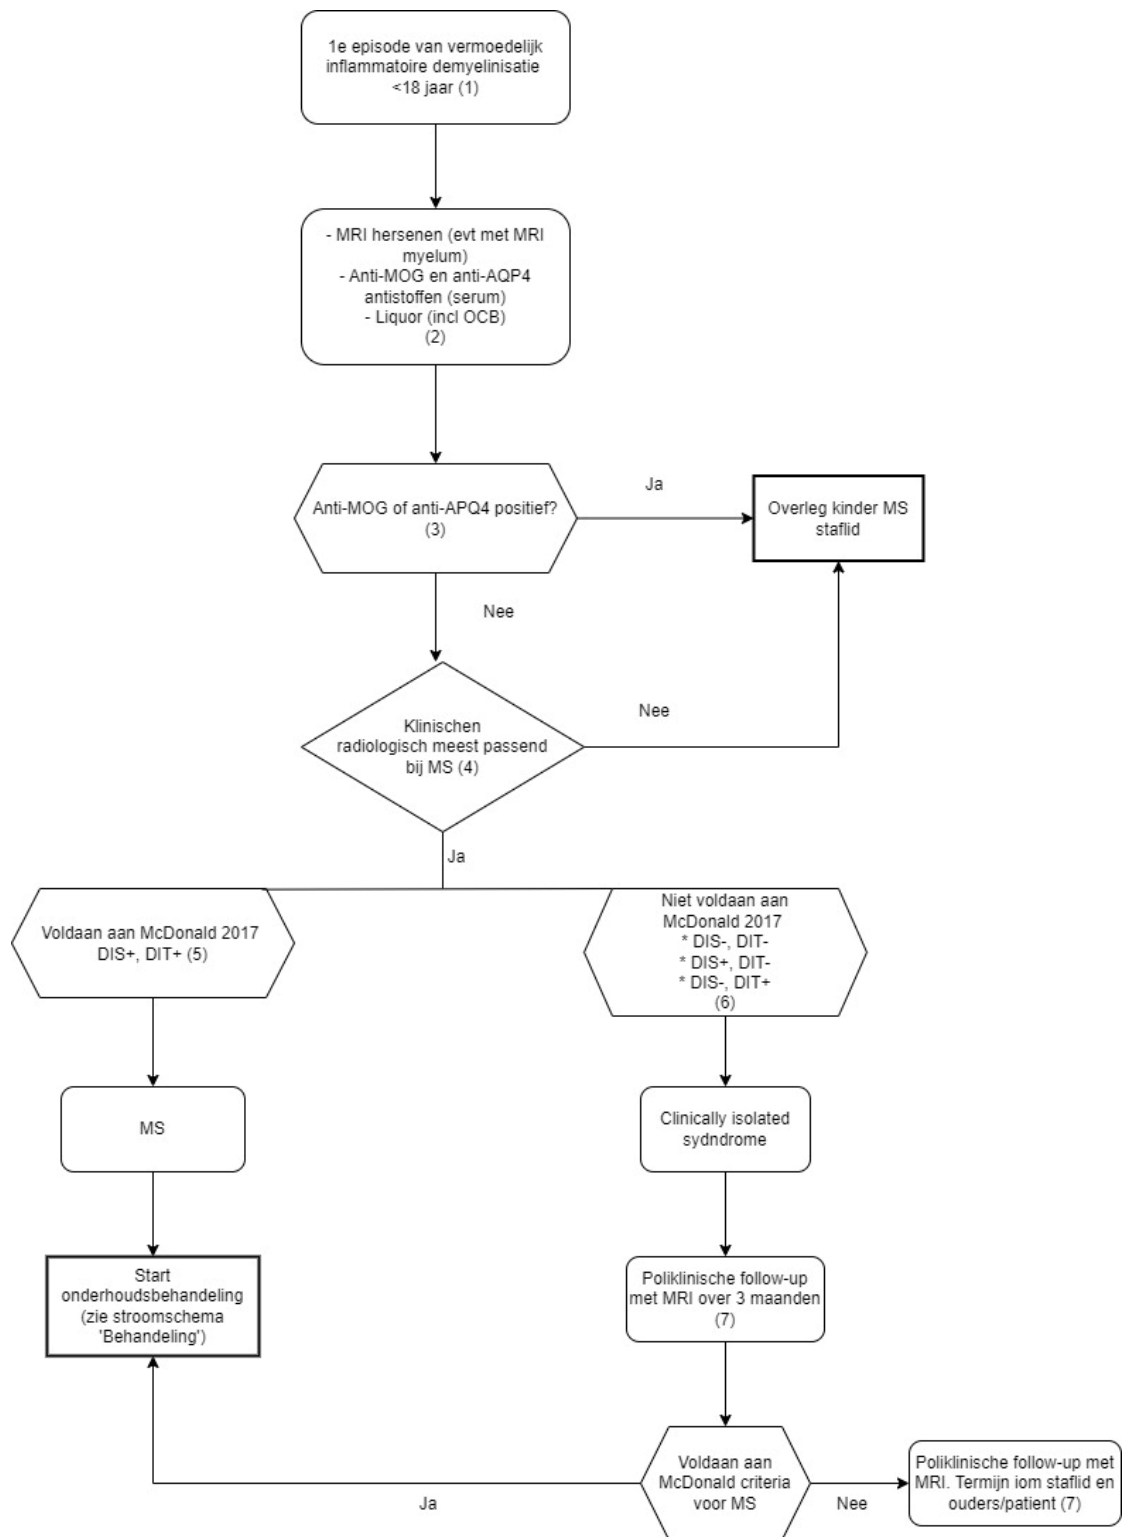 1e episode van vermoedelijk
inflammatoire demyelinisatie
<18 jaar (1)
- MRI hersenen (evt met MRI
myelum)
- Anti-MOG en anti-AQP4
antistoffen (serum)
- Liquor (incl OCB)
(2)
Anti-MOG of anti-APQ4 positief?
(3)
Ja
Overleg kinder MS
staflid
Nee
Klinischen
radiologisch meest passend
bij MS (4)
Nee
Ja
Voldaan aan McDonald 2017
DIS+, DIT+ (5)
Niet voldaan aan
McDonald 2017
* DIS-, DIT-
* DIS+, DIT-
* DIS-, DIT+
(6)
MS
Clinically isolated
sydndrome
Start
onderhoudsbehandeling
(zie stroomschema
'Behandeling')
Poliklinische follow-up
met MRI over 3 maanden
(7)
Voldaan aan
McDonald criteria
voor MS
Ja
Nee
Poliklinische follow-up met
MRI. Termijn iom staflid en
ouders/patient (7)